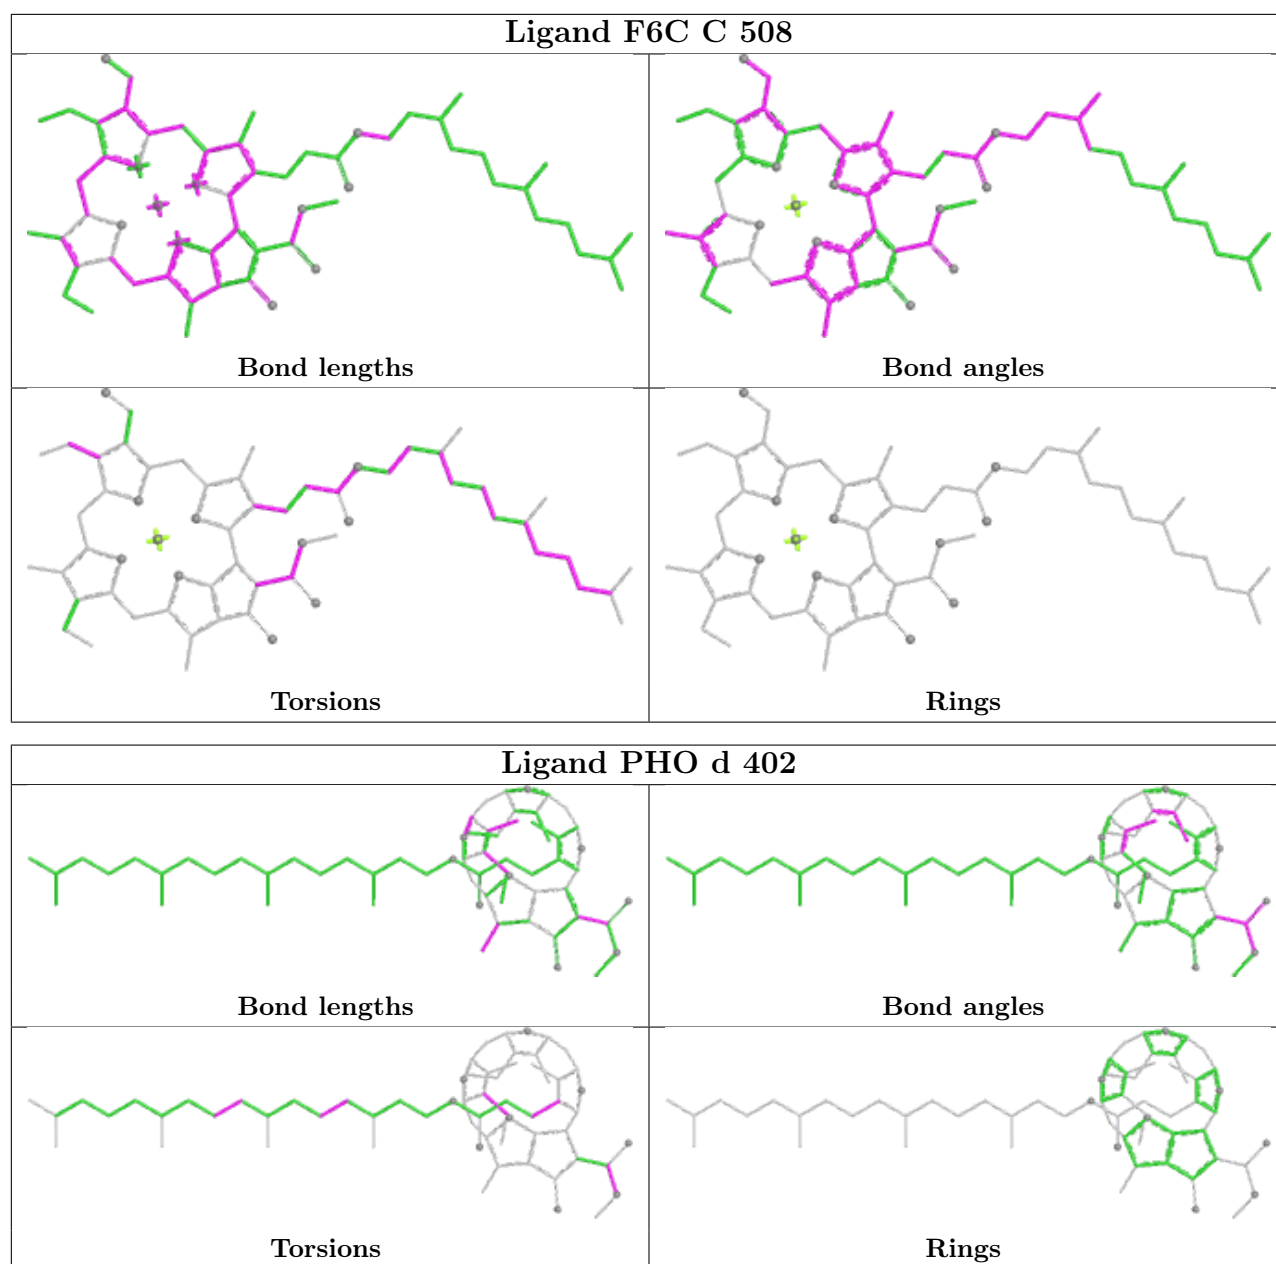 Ligand F6C C 508
Bond lengths
Bond angles
Torsions
Rings
Ligand PHO d 402
Bond lengths
Bond angles
Torsions
Rings